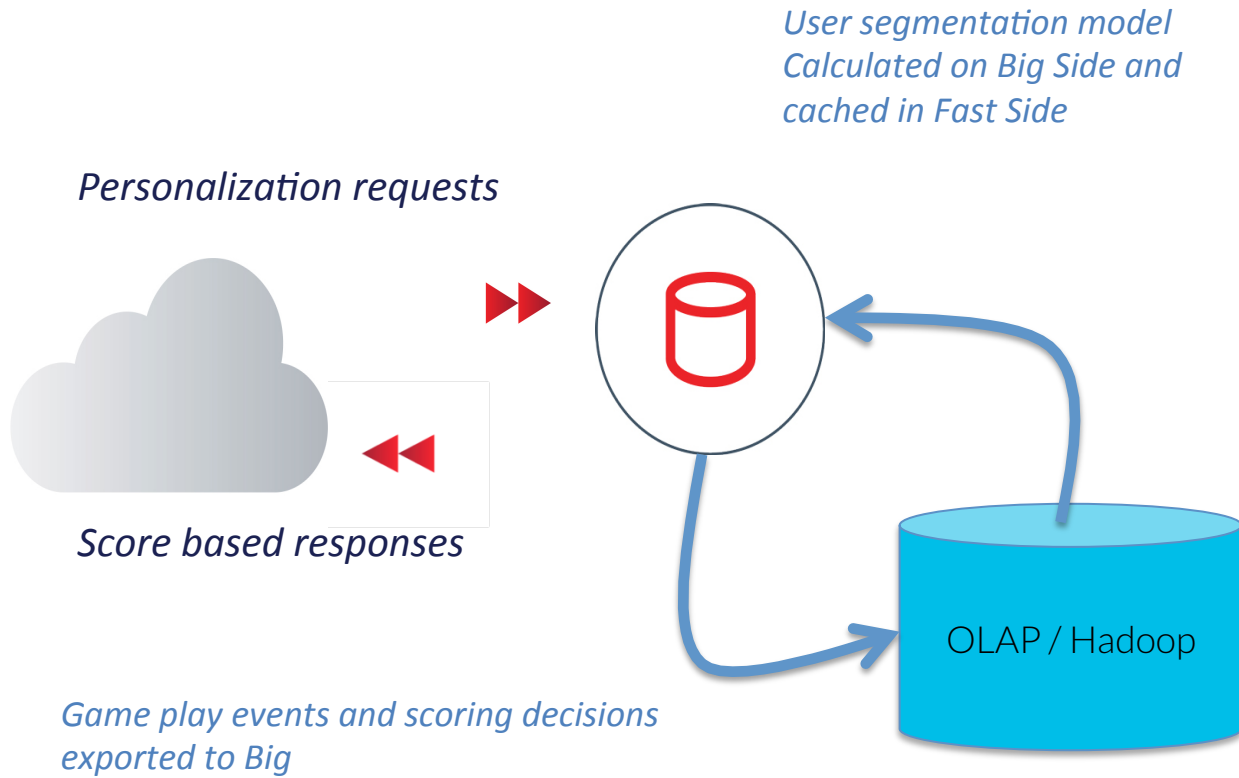 User segmentation model
Calculated on Big Side and
cached in Fast Side
Personalization requests
Score based responses
OLAP / Hadoop
Game play events and scoring decisions
exported to Big